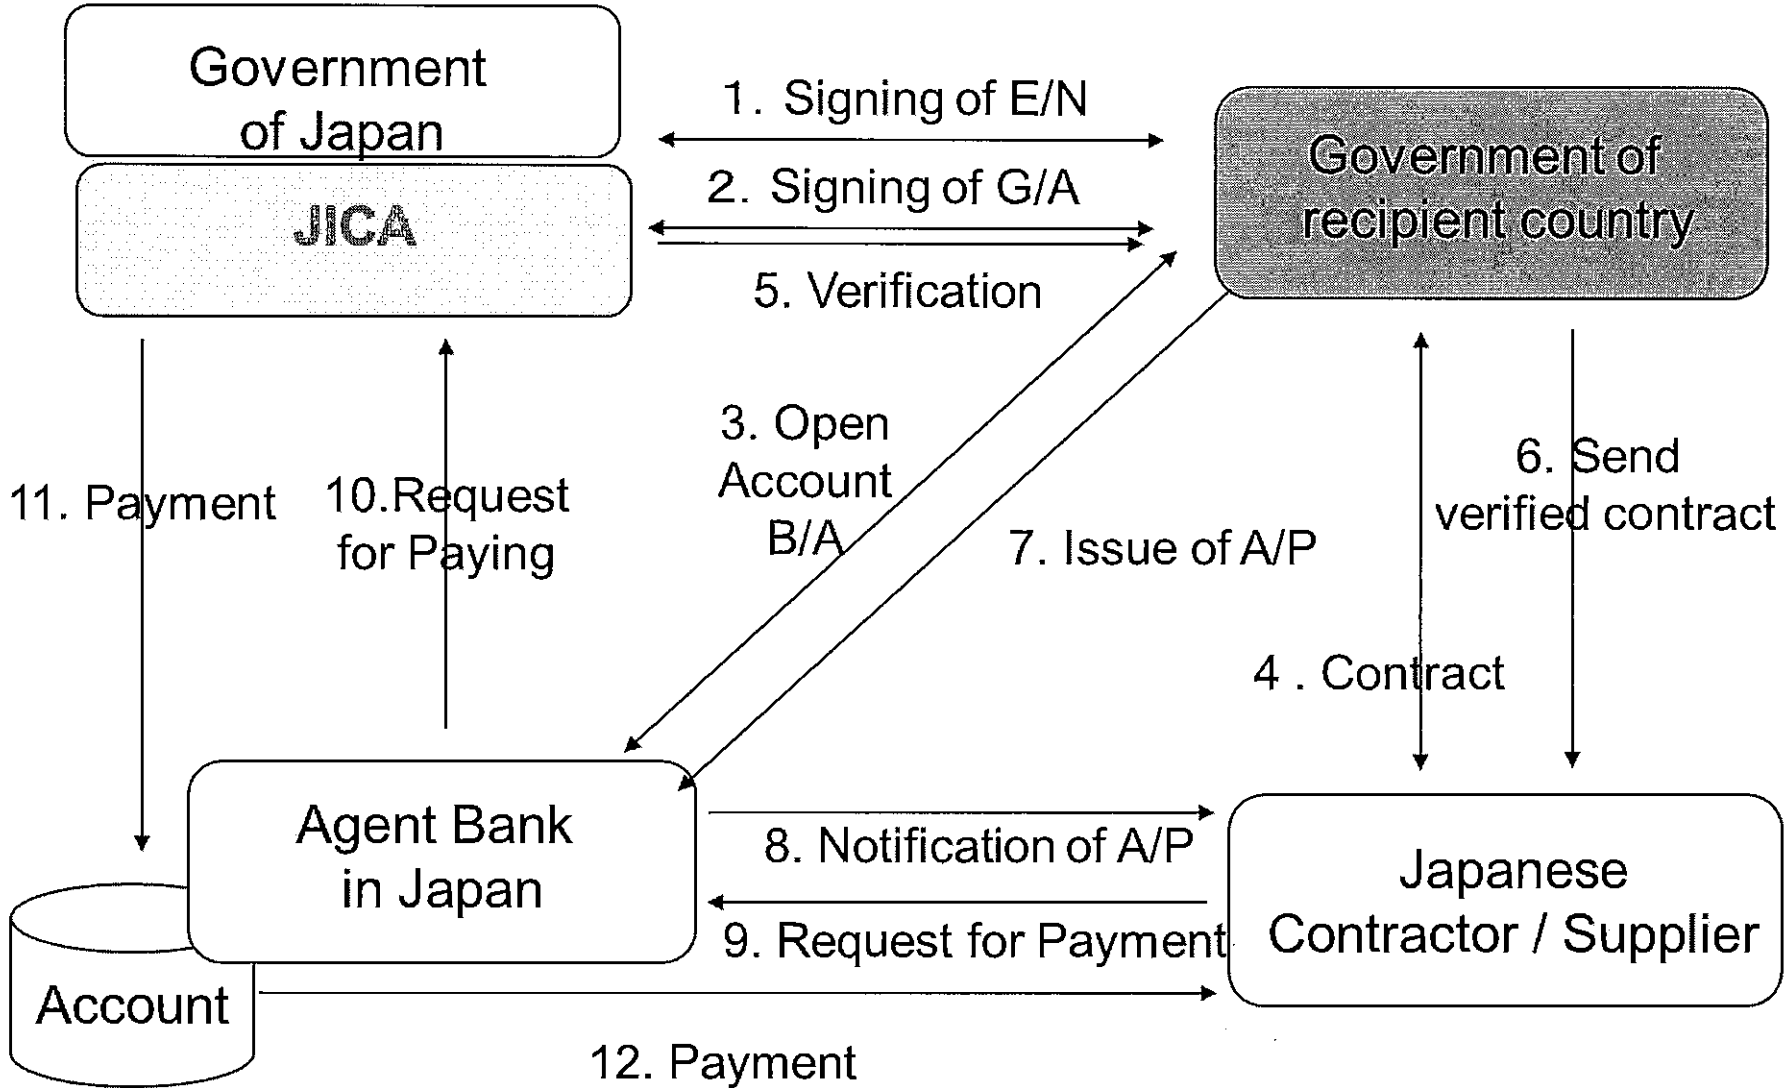 Government
of Japan
JICA
1. Signing of E/N
2. Signing of G/A
5. Verification
Government of
recipient country
3. Open
Account
B/A
7. Issue of A/P
6. Send
verified contract
4 . Contract
11. Payment
10.Request
for Paying
Agent Bank
in Japan
Account
8. Notification of A/P
9. Request for Payment
12. Payment
Japanese
Contractor / Supplier